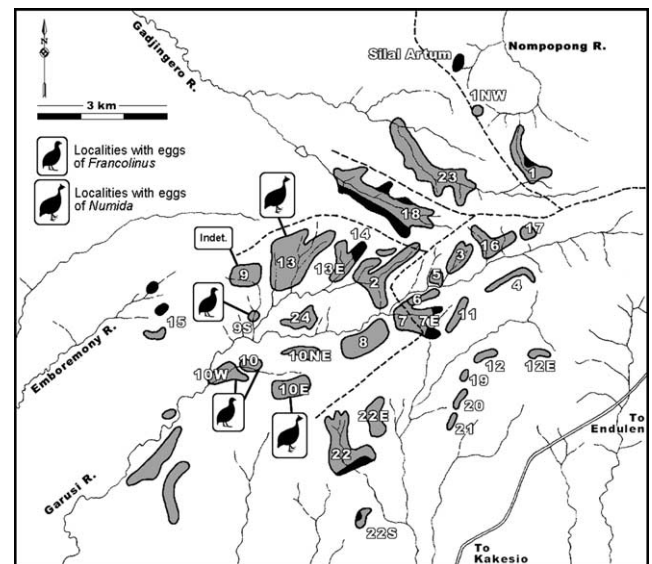 N
Gadjingero R.
Silal Artum
Nompopong R.
1NW
3 km
Localities with eggs
of Francolinus
Localities with eggs
of Numida
23
1
18
17
14
16
Indet.
13
13E
3
9
2
5
4
6
9S
24
7
7E
11
15
8
Emboremony R.
10
10NE
12
12E
10W
19
10E
20
22E
21
To
Endulen
22
Garusi R.
22S
To
Kakesio